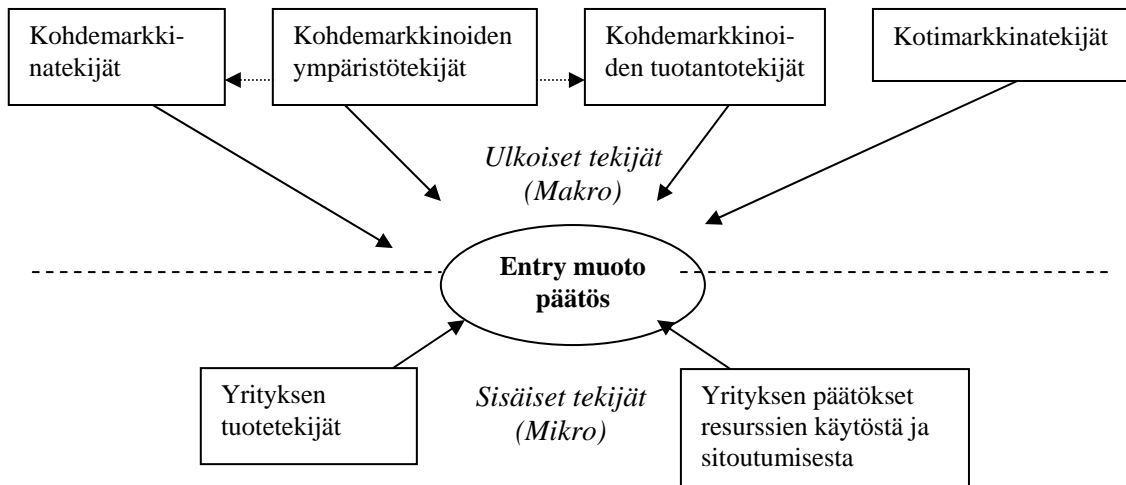 Kohdemarkki-
natekijät
Kohdemarkkinoiden
ympäristötekijät
Kohdemarkkinoi-
den tuotantotekijät
Kotimarkkinatekijät
Ulkoiset tekijät
(Makro)
Entry muoto
päätös
Yrityksen
tuotetekijät
Sisäiset tekijät
(Mikro)
Yrityksen päätökset
resurssien käytöstä ja
sitoutumisesta